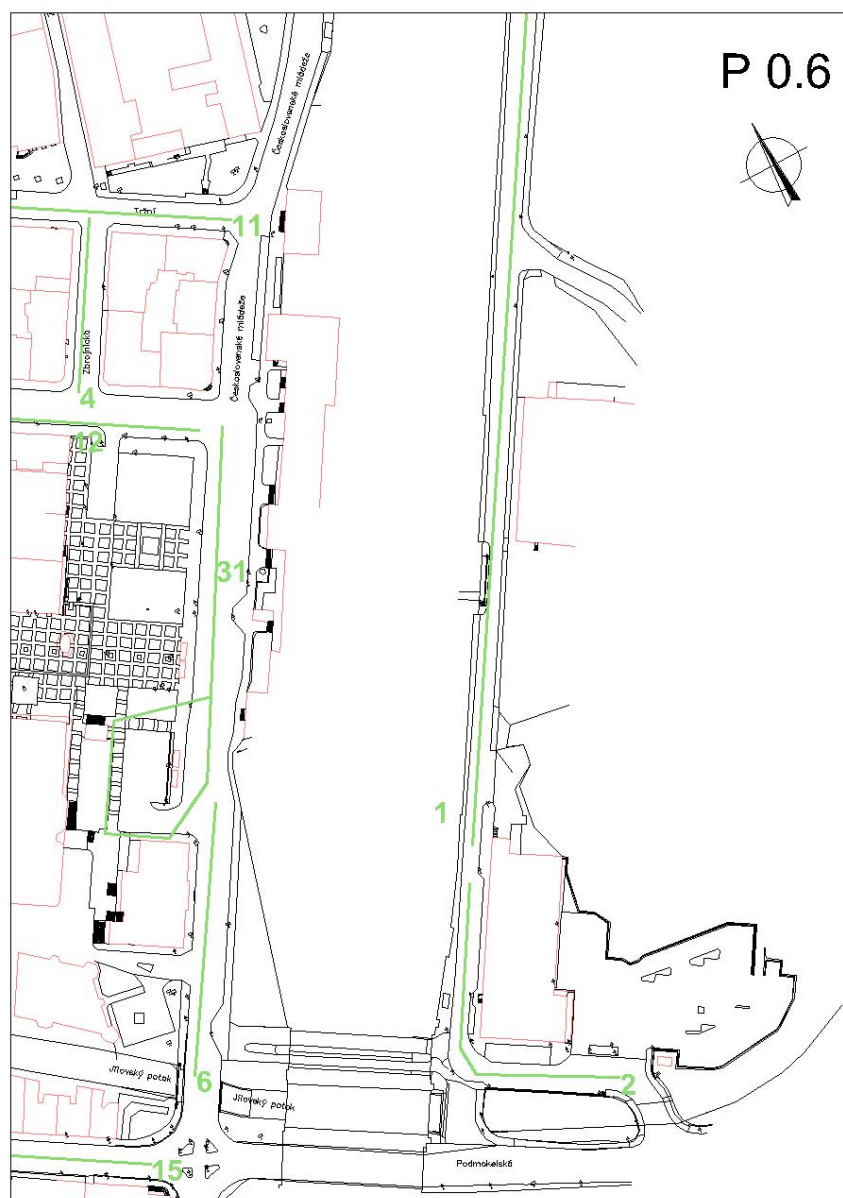 P 0.6
Československé mládeže
Tržní
11
Zbrojnická
Československé mládeže
4
12
31
1
Jílovský potok
6
Jílovský potok
2
Podmokelská
15